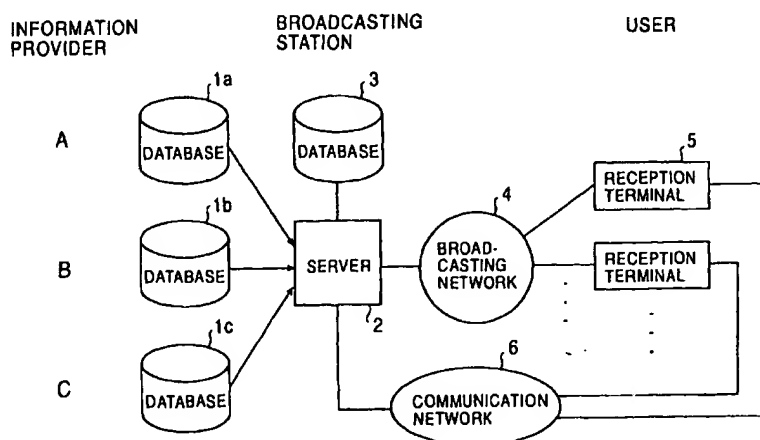 INFORMATION
PROVIDER
BROADCASTING
STATION
USER
1a
3
A
DATABASE
DATABASE
5
RECEPTION
TERMINAL
1b
4
B
DATABASE
SERVER
BROAD-
CASTING
NETWORK
RECEPTION
TERMINAL
2
1c
6
C
DATABASE
COMMUNICATION
NETWORK